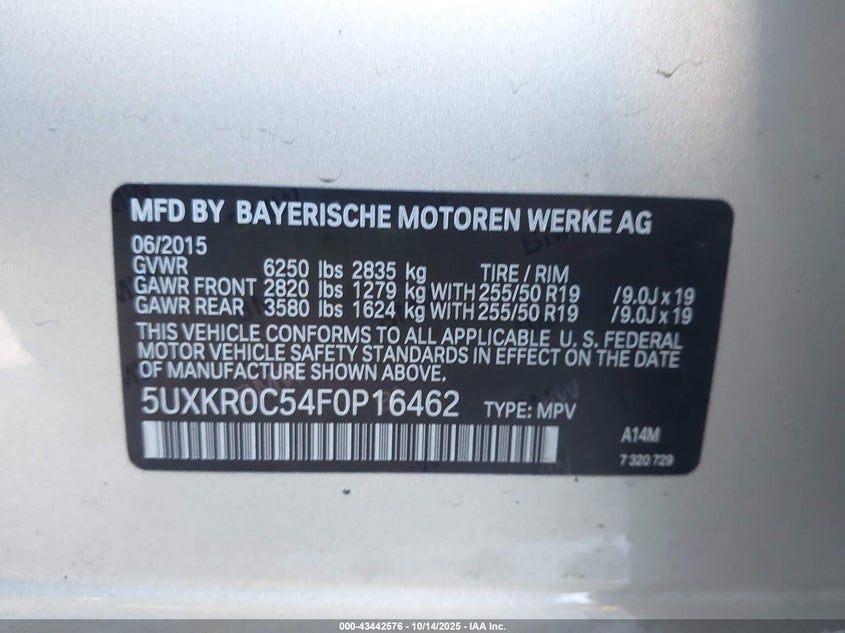 MFD BY BAYERISCHE MOTOREN WERKE AG
06/2015
GVWR 6250 lbs 2835 kg TIRE / RIM
GAWR FRONT 2820 lbs 1279 kg WITH 255/50 R19 /9.0J x 19
GAWR REAR 3580 lbs 1624 kg WITH 255/50 R19 /9.0J x 19
THIS VEHICLE CONFORMS TO ALL APPLICABLE U. S. FEDERAL
MOTOR VEHICLE SAFETY STANDARDS IN EFFECT ON THE DATE
OF MANUFACTURE SHOWN ABOVE.
5UXKR0C54F0P16462 TYPE: MPV
A14M
7 320 729
000-43442576 - 10/14/2025 - IAA Inc.